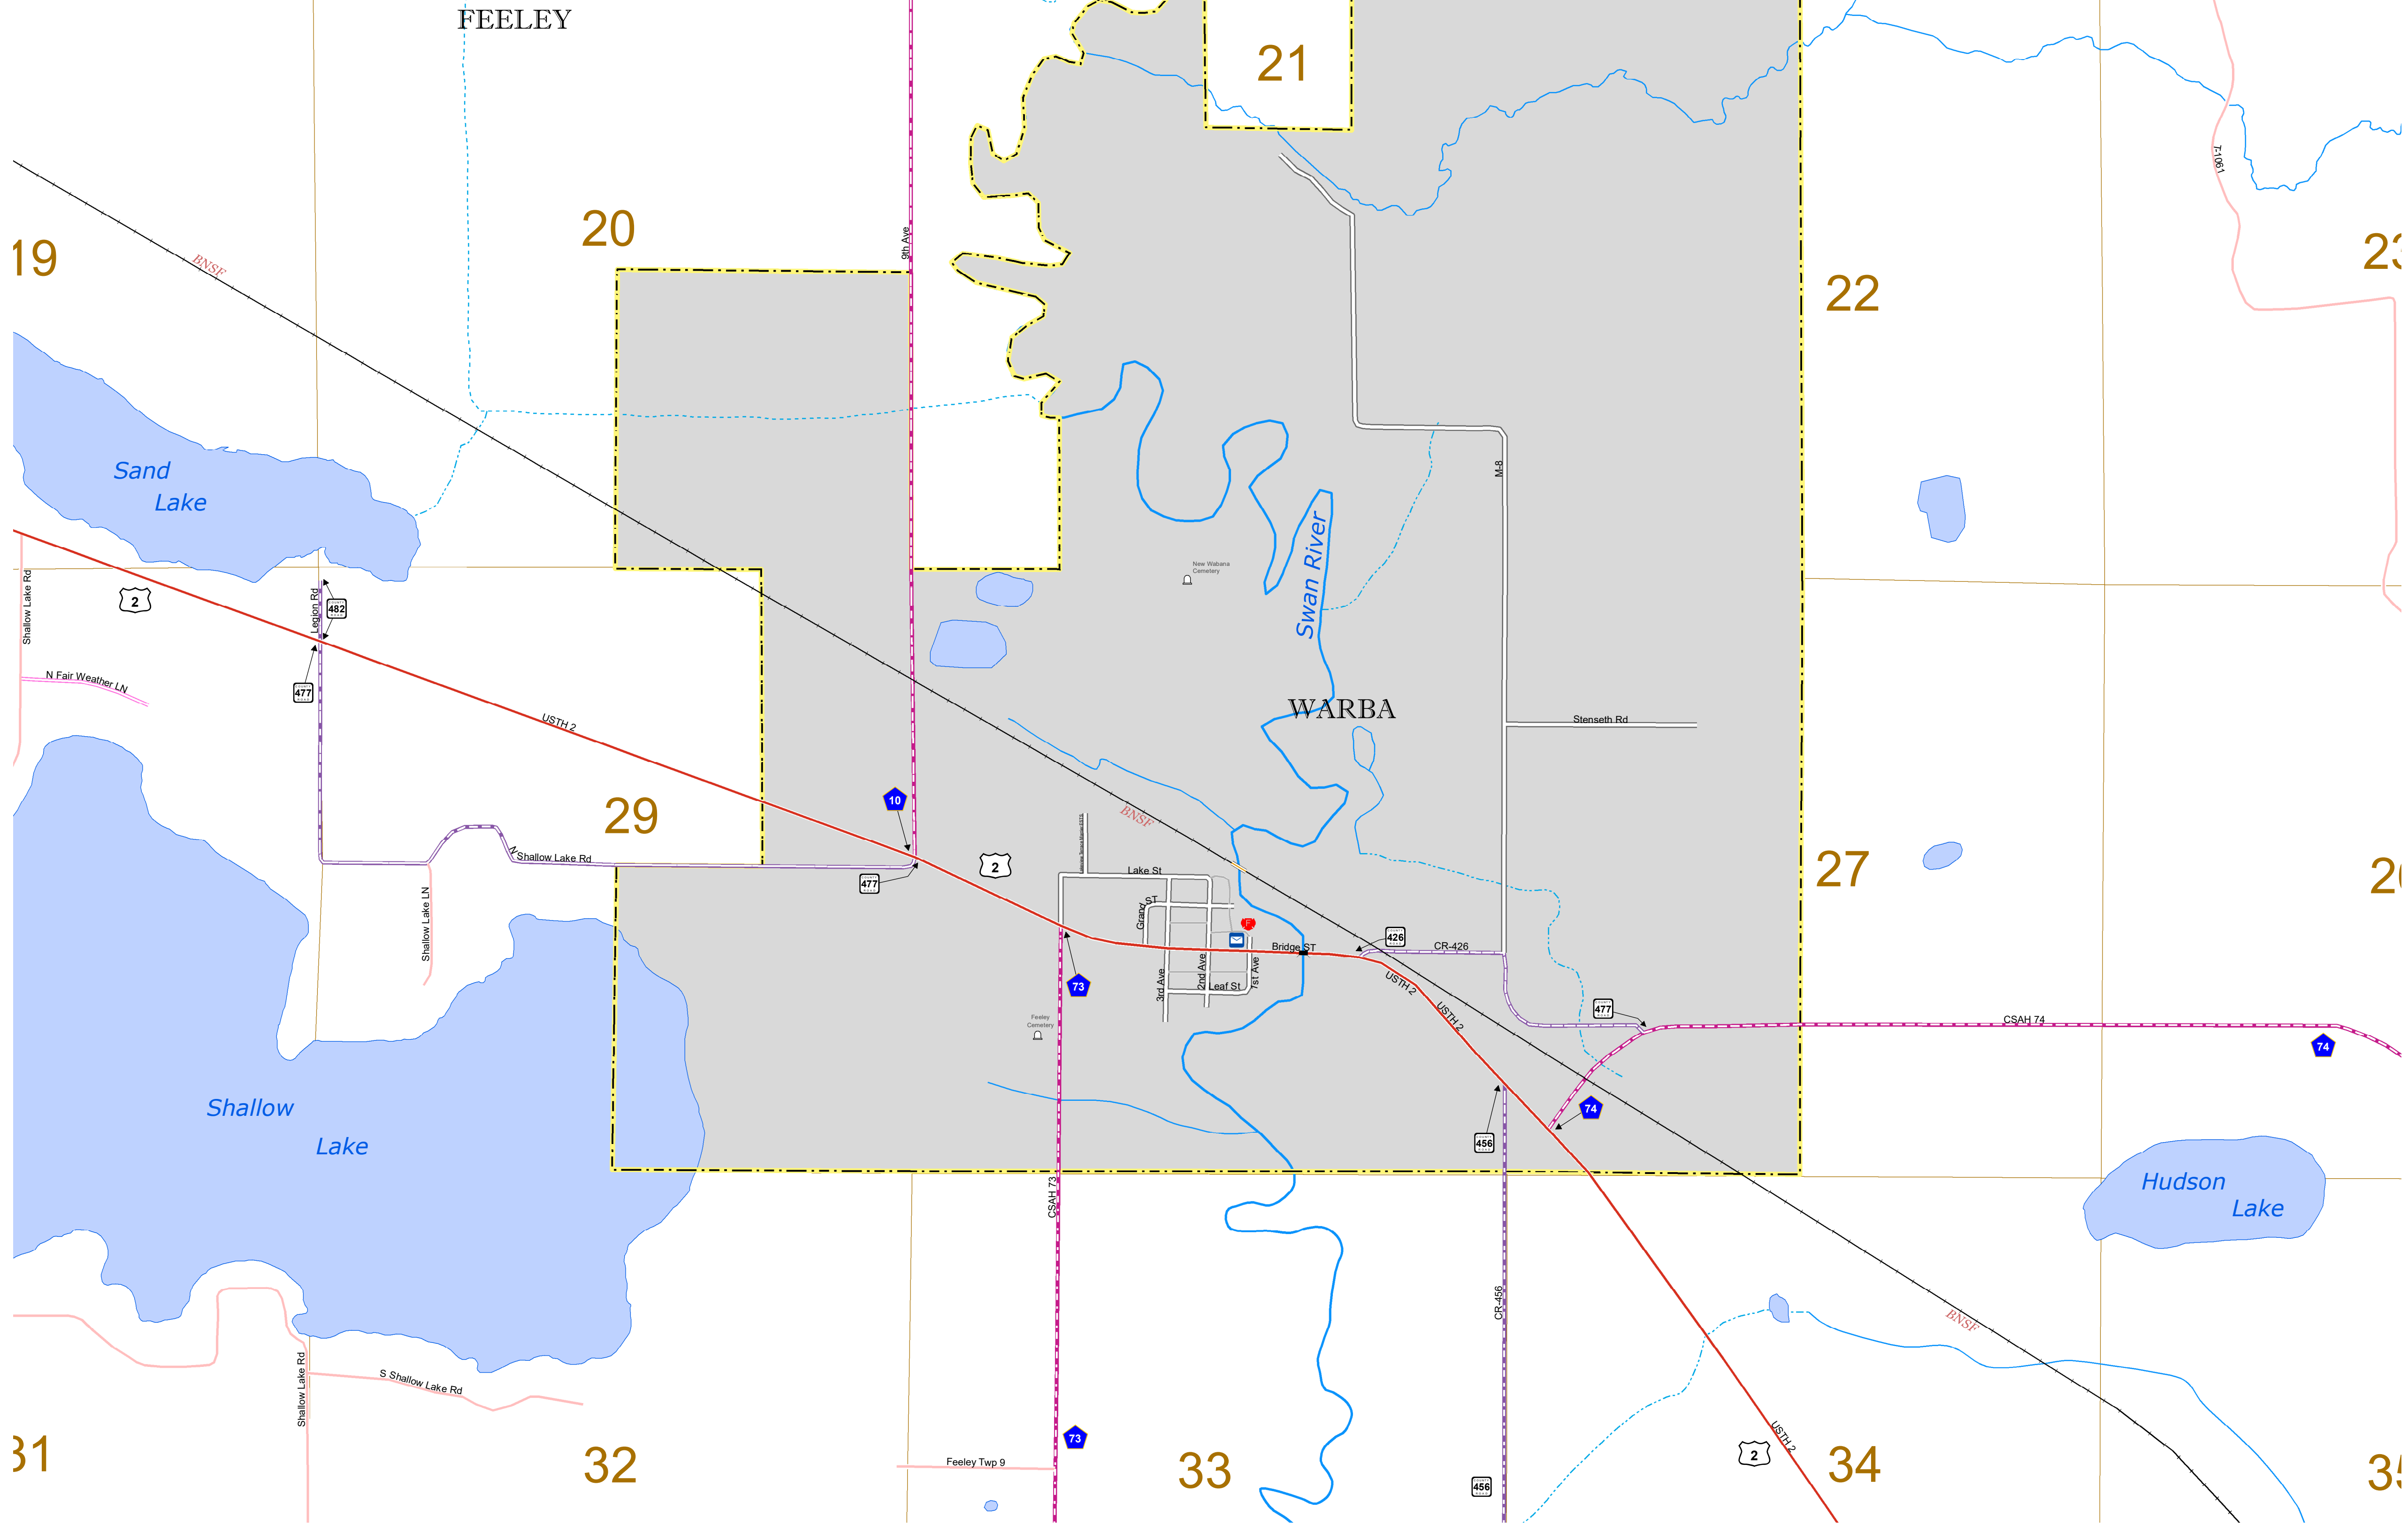 FEELEY
21
T-1061
20
9th Ave
19
BNSF
22
Sand
Lake
M-8
New Wabana
Cemetery
Swan River
Shallow Lake Rd
2
Legion Rd
482
477
N Fair Weather LN
USTH 2
WARBA
Stenseth Rd
10
BNSF
29
N Shallow Lake Rd
477
2
Lake St
27
Shallow Lake LN
Grand ST
Bridge ST
426
CR-426
73
3rd Ave
2nd Ave
Leaf St
1st Ave
USTH 2
USTH 2
477
CSAH 74
74
Feeley
Cemetery
Shallow
Lake
74
456
CSAH 73
Hudson
Lake
CR-456
BNSF
Shallow Lake Rd
S Shallow Lake Rd
73
USTH 2
2
32
Feeley Twp 9
33
34
456